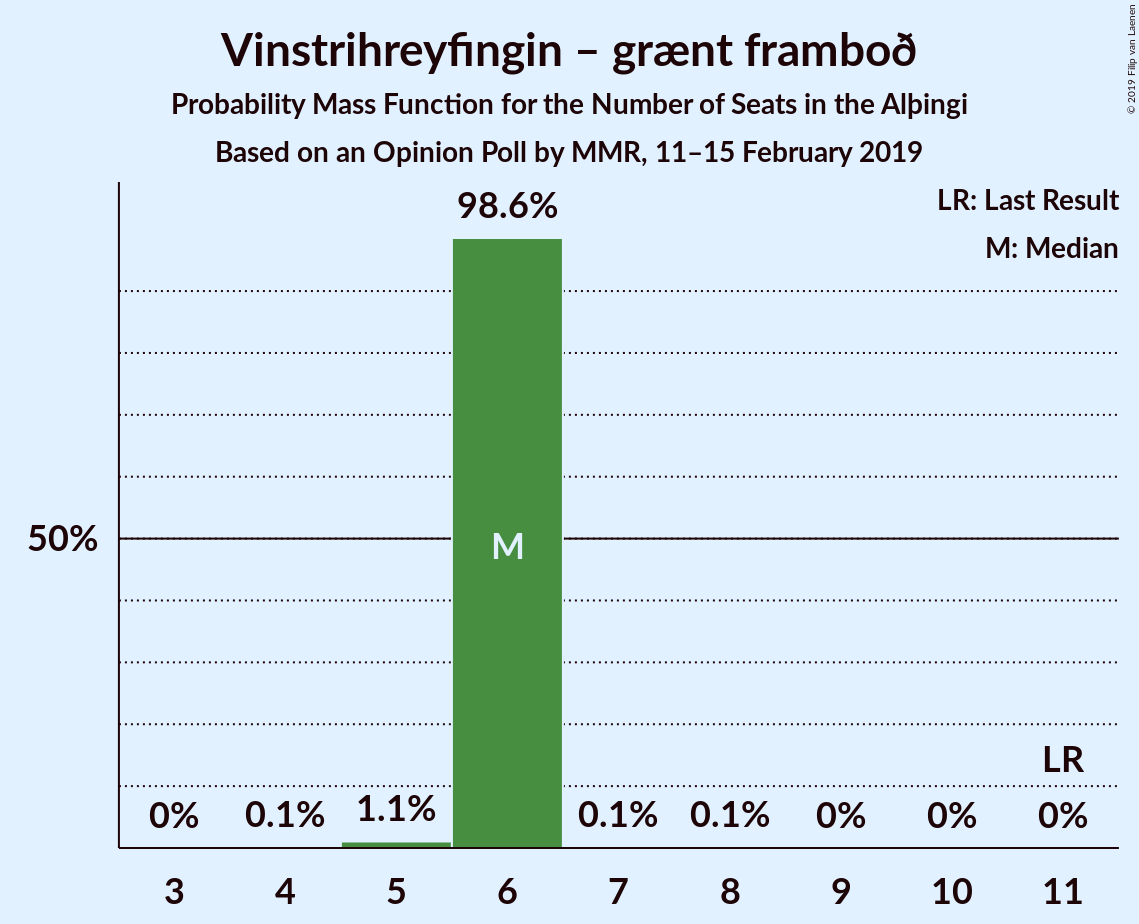 Vinstrihreyfingin – grænt framboð
Probability Mass Function for the Number of Seats in the Alþingi
Based on an Opinion Poll by MMR, 11–15 February 2019
© 2019 Filip van Laenen
LR: Last Result
M: Median
98.6%
50%
M
LR
0%
0.1%
1.1%
0.1%
0.1%
0%
0%
0%
3 4 5 6 7 8 9 10 11